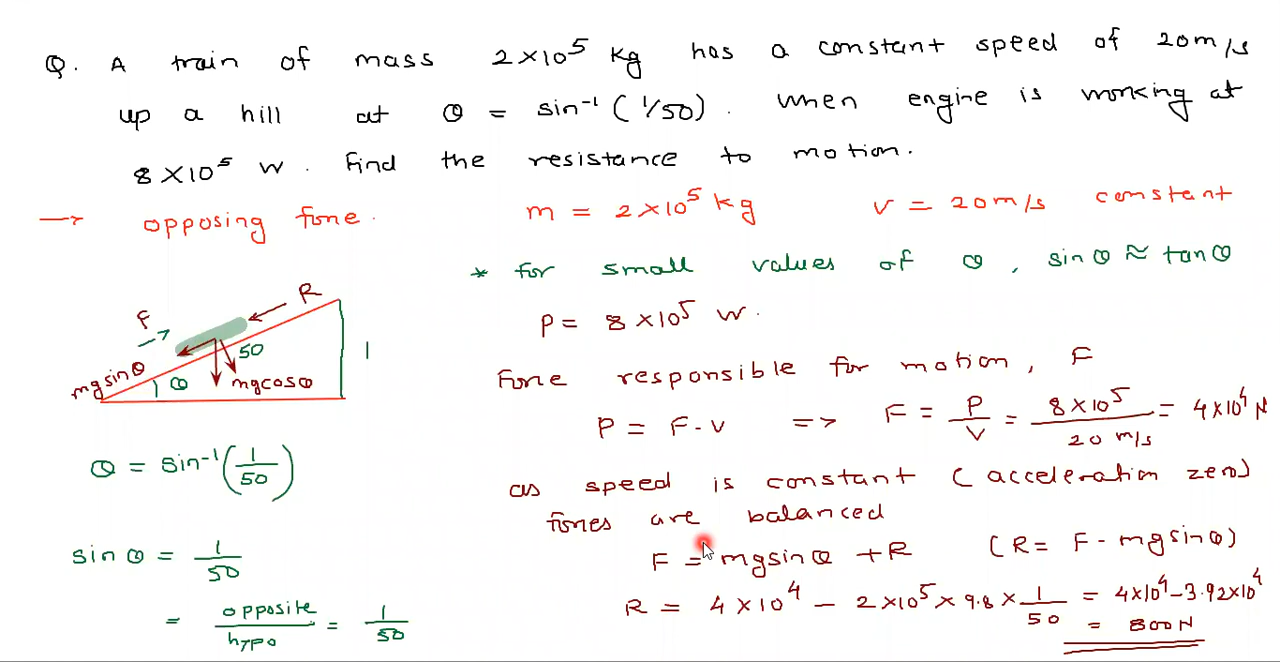 Q. A train of mass 2×10⁵ kg has a constant speed of 20m/s
up a hill at θ = sin⁻¹ (1/50). When engine is working at
8×10⁵ W. Find the resistance to motion.
→ opposing force.
m = 2×10⁵ kg v = 20m/s constant
* for small values of θ, sinθ ≈ tanθ
R
F
50
1
mgsinθ
θ
mgcosθ
θ = sin⁻¹(1/50)
sinθ = 1/50
= opposite/hypo = 1/50
P = 8×10⁵ W.
Force responsible for motion, F
P = F·v => F = P/V = 8×10⁵/20 m/s = 4×10⁴ N
as speed is constant (acceleration zero)
forces are balanced
F = mgsinθ + R (R = F - mgsinθ)
R = 4×10⁴ - 2×10⁵ × 9.8 × 1/50 = 4×10⁴ - 3.92×10⁴
= 800N